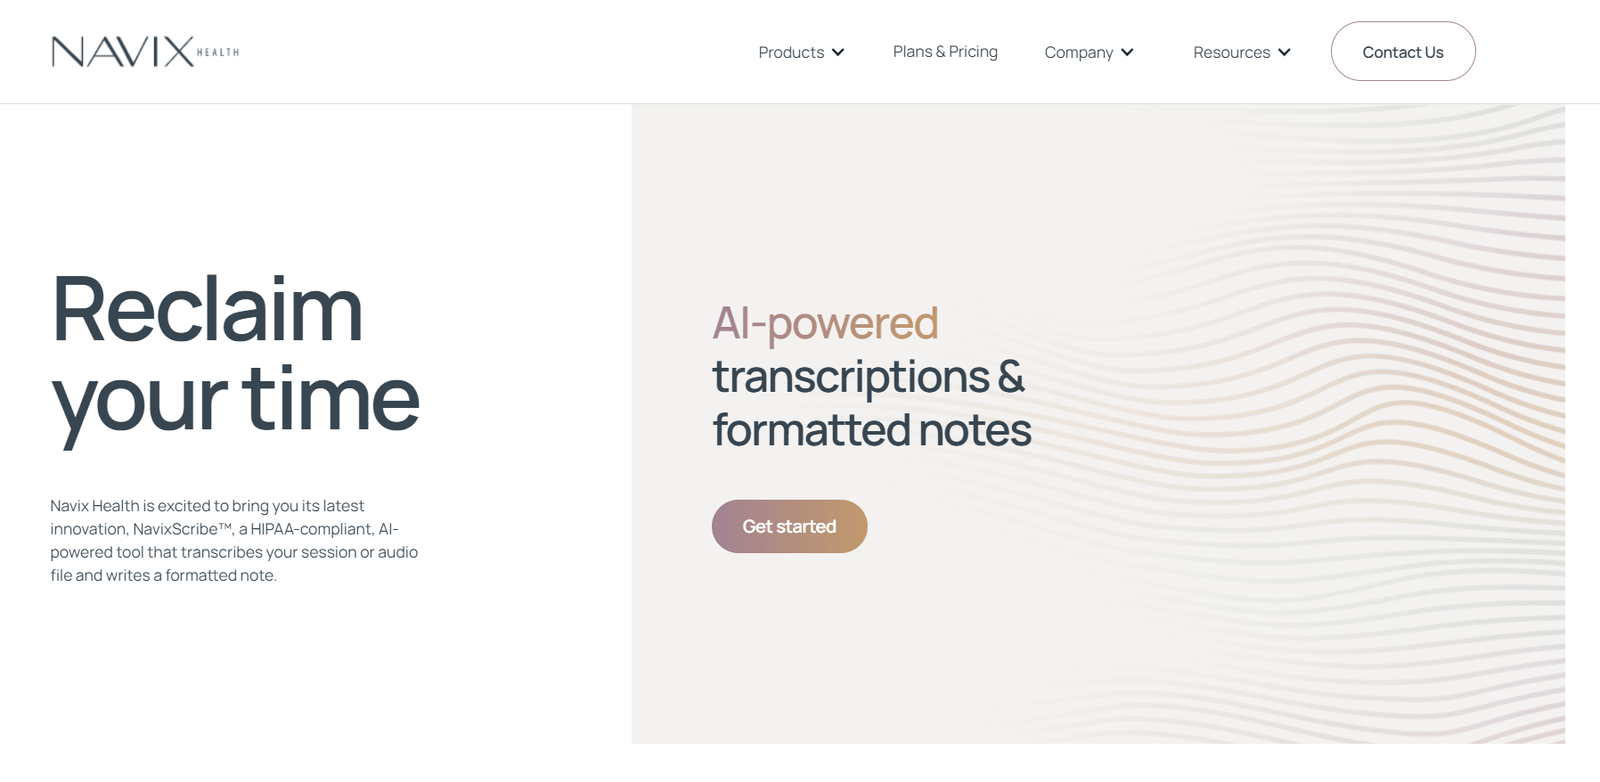 NAVIX HEALTH
Products
Plans & Pricing
Company
Resources
Contact Us
Reclaim
your time
Navix Health is excited to bring you its latest
innovation, NavixScribe™, a HIPAA-compliant, AI-
powered tool that transcribes your session or audio
file and writes a formatted note.
AI-powered
transcriptions &
formatted notes
Get started